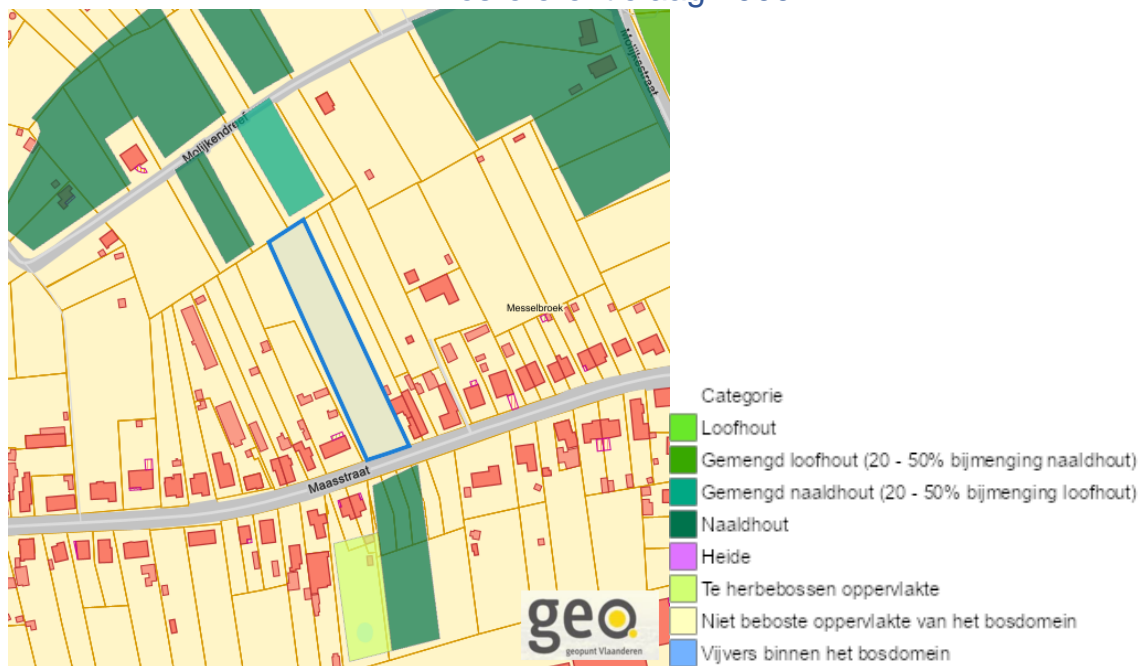 Molijkestraat
Molijkendreef
Messelbroek
Maasstraat
geo.
geopunt Vlaanderen
Categorie
Loofhout
Gemengd loofhout (20 - 50% bijmenging naaldhout)
Gemengd naaldhout (20 - 50% bijmenging loofhout)
Naaldhout
Heide
Te herbebossen oppervlakte
Niet beboste oppervlakte van het bosdomein
Vijvers binnen het bosdomein